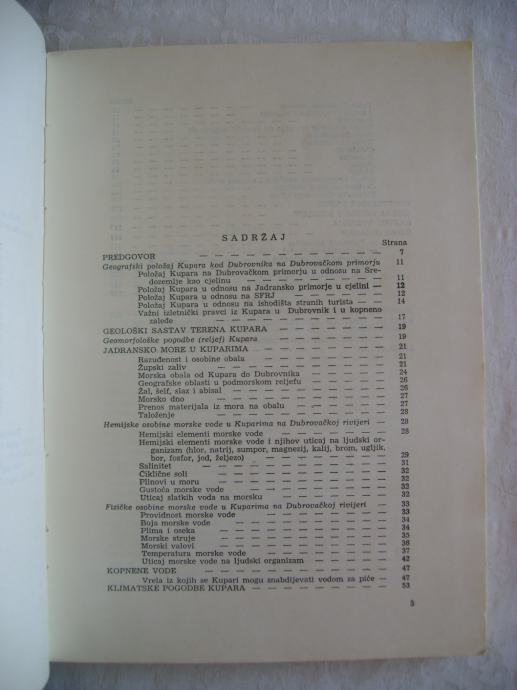 SADRŽAJ
Strana
PREDGOVOR — — — — — — — — — — — 7
Geografski položaj Kupara kod Dubrovnika na Dubrovačkom primorju 11
Položaj Kupara na Dubrovačkom primorju u odnosu na Sre-
dozemlje kao cjelinu — — — — — — — — 11
Položaj Kupara u odnosu na Jadransko primorje u cjelini — 12
Položaj Kupara u odnosu na SFRJ — — — — — 12
Položaj Kupara u odnosu na ishodišta stranih turista — — 14
Važni izletnički pravci iz Kupara u Dubrovnik i u kopneno
zaleđe — — — — — — — — — — — 17
GEOLOŠKI SASTAV TERENA KUPARA — — — — — 19
Geomorfološke pogodbe (reljef) Kupara — — — — — — 19
JADRANSKO MORE U KUPARIMA — — — — — — 21
Razuđenost i osobine obala — — — — — — — 21
Župski zaliv — — — — — — — — — — 21
Morska obala od Kupara do Dubrovnika — — — — 24
Geografske oblasti u podmorskom reljefu — — — — 26
Žal, šelf, slaz i abisal — — — — — — — — 26
Morsko dno — — — — — — — — — — 27
Prenos materijala iz mora na obalu — — — — — 27
Taloženje — — — — — — — — — — 28
Hemijske osobine morske vode u Kuparima na Dubrovačkoj rivijeri — 28
Hemijski elementi morske vode — — — — — — 28
Hemijski elementi morske vode i njihov uticaj na ljudski or-
ganizam (hlor, natrij, sumpor, magnezij, kalij, brom, ugljik,
bor, fosfor, jod, željezo) — — — — — — — 29
Salinitet — — — — — — — — — — 31
Ciklične soli — — — — — — — — — — 32
Plinovi u moru — — — — — — — — — 32
Gustoća morske vode — — — — — — — — 32
Uticaj slatkih voda na morsku — — — — — — 32
Fizičke osobine morske vode u Kuparima na Dubrovačkoj rivijeri — 33
Providnost morske vode — — — — — — — 33
Boja morske vode — — — — — — — — 34
Plima i oseka — — — — — — — — — 34
Morske struje — — — — — — — — — 35
Morski valovi — — — — — — — — — 36
Temperatura morske vode — — — — — — — 37
Uticaj morske vode na ljudski organizam — — — — 42
KOPNENE VODE — — — — — — — — — — 47
Vrela iz kojih se Kupari mogu snabdijevati vodom za piće — 47
KLIMATSKE POGODBE KUPARA — — — — — — 53
5